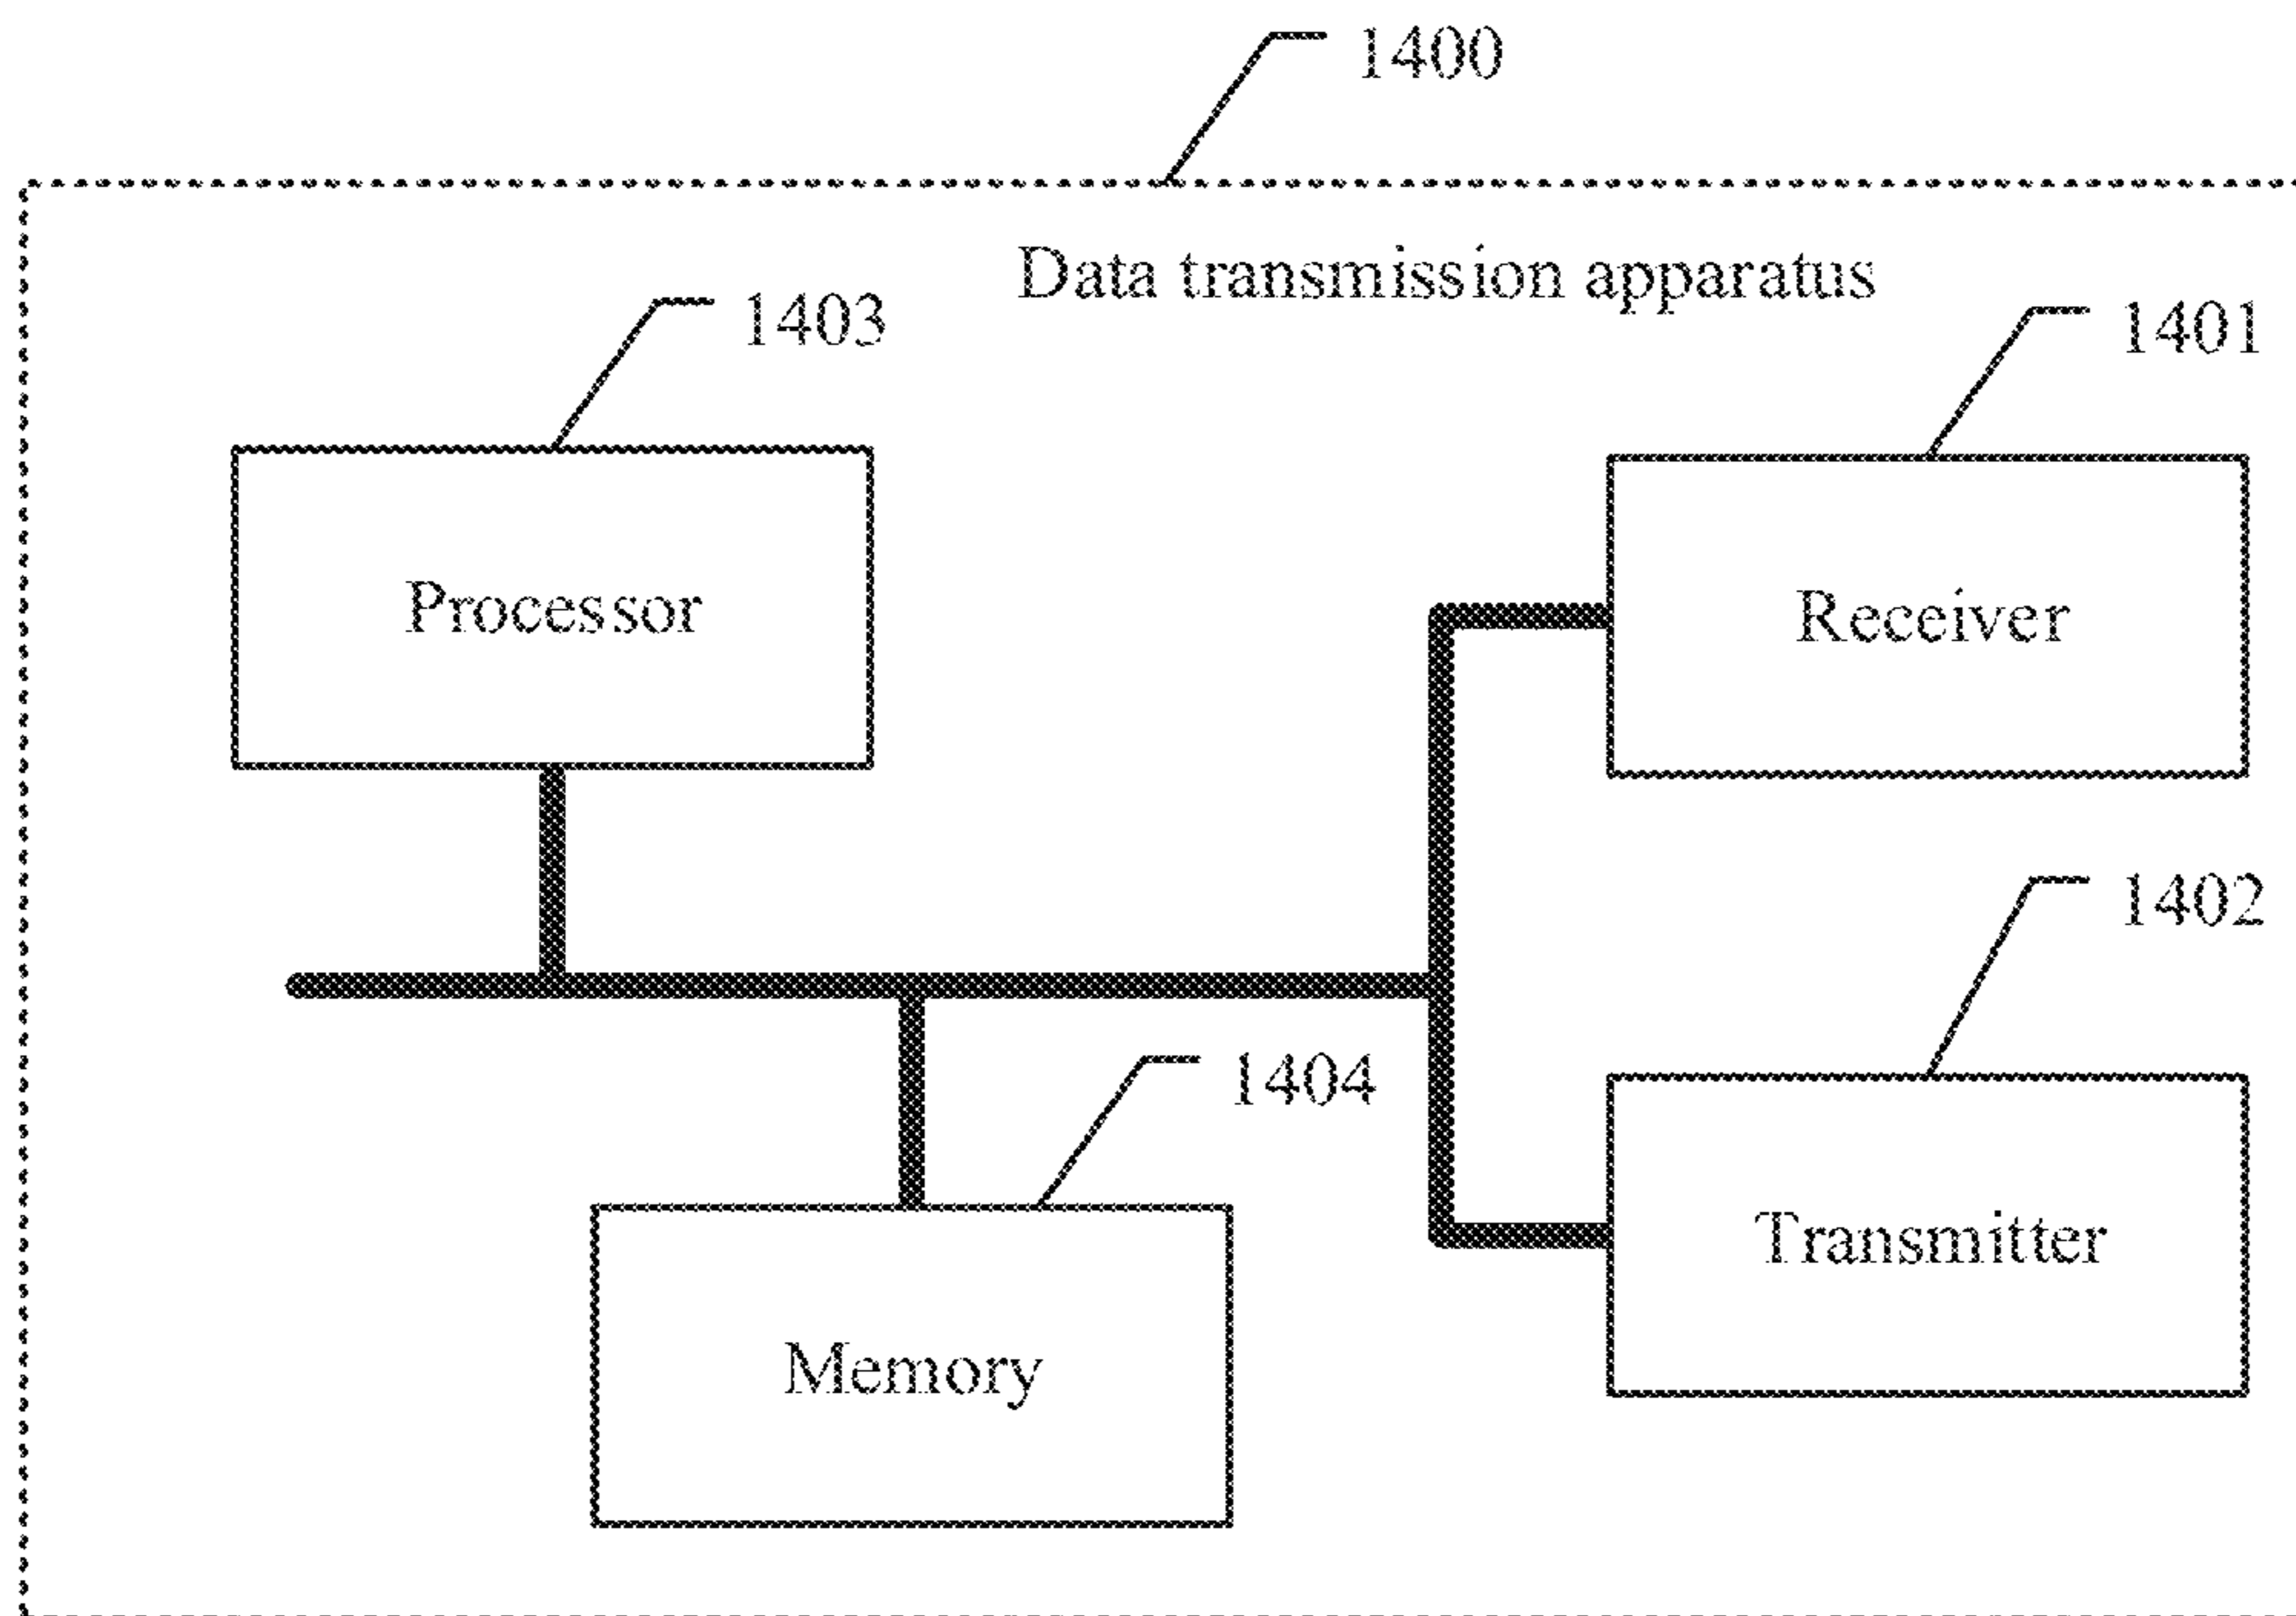 1400
Data transmission apparatus
1403
1401
Processor
Receiver
1402
1404
Transmitter
Memory